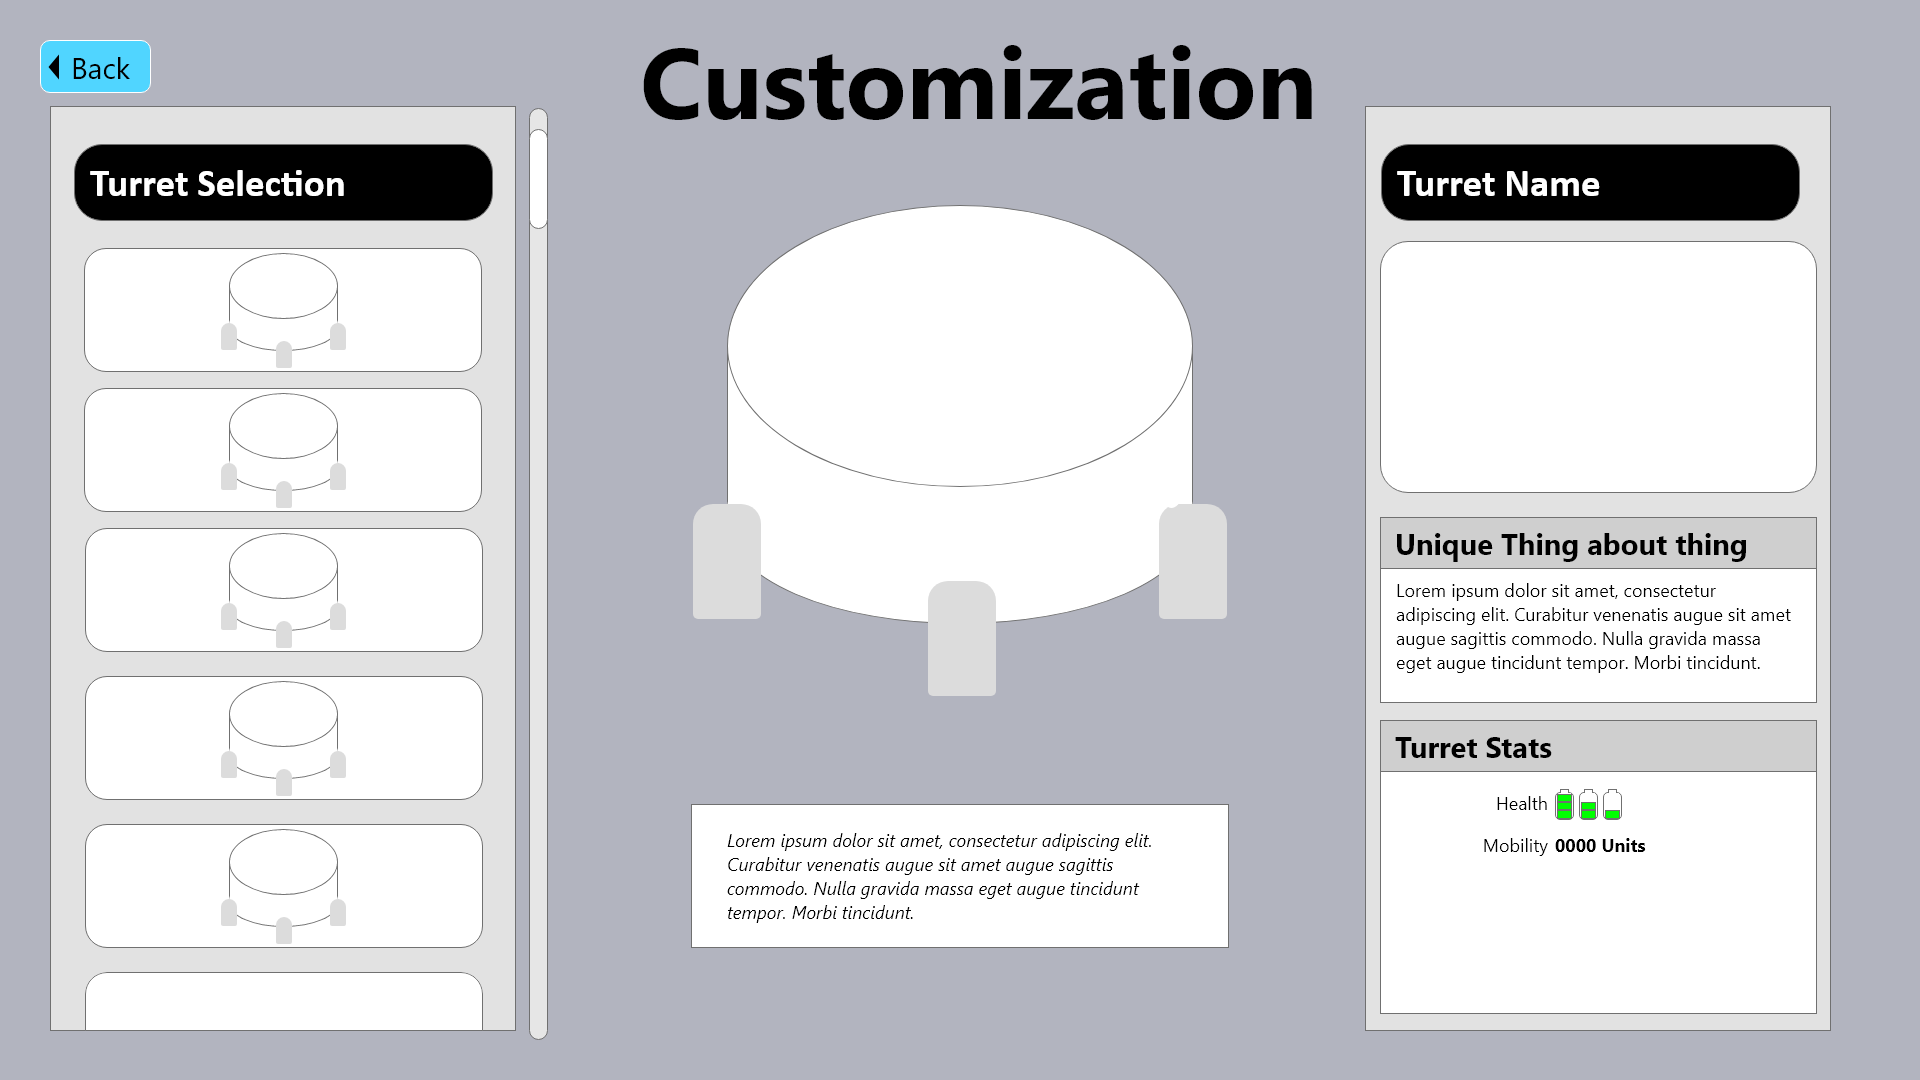 Back
Customization
Turret Selection
Turret Name
Unique Thing about thing
Lorem ipsum dolor sit amet, consectetur
adipiscing elit. Curabitur venenatis augue sit amet
augue sagittis commodo. Nulla gravida massa
eget augue tincidunt tempor. Morbi tincidunt.
Turret Stats
Health
Mobility 0000 Units
Lorem ipsum dolor sit amet, consectetur adipiscing elit.
Curabitur venenatis augue sit amet augue sagittis
commodo. Nulla gravida massa eget augue tincidunt
tempor. Morbi tincidunt.